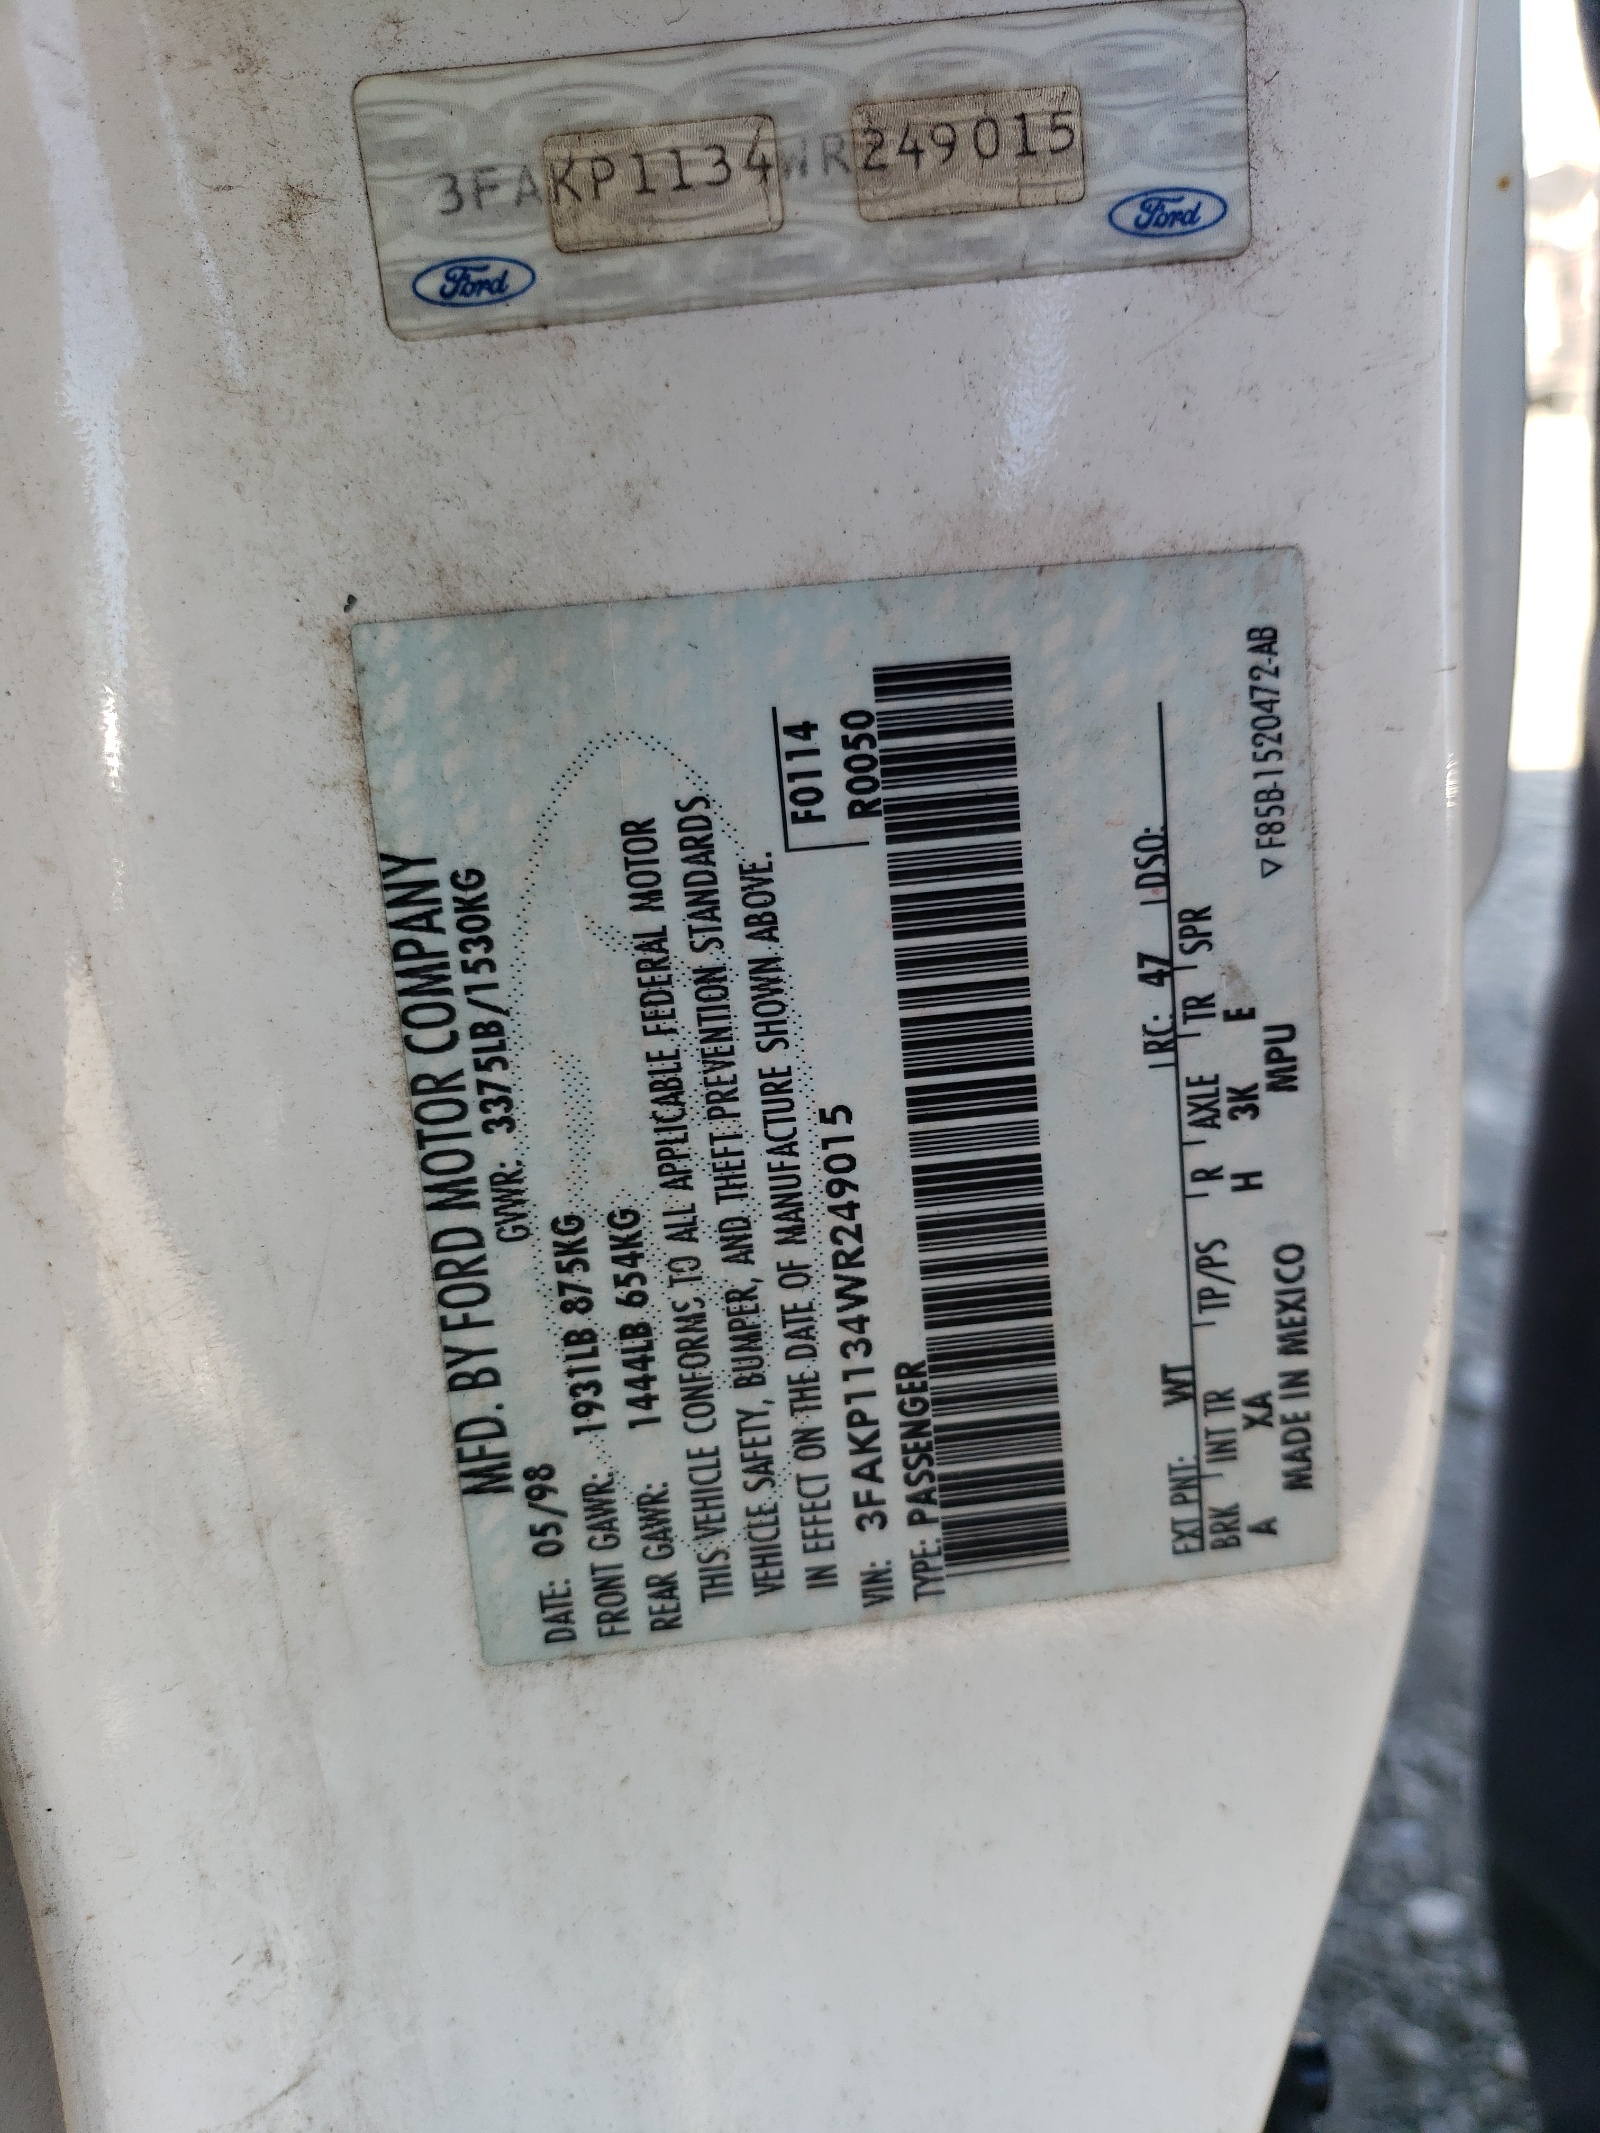 3FAKP1134WR249015
Ford
Ford
MFD. BY FORD MOTOR COMPANY
DATE: 05/98
GVWR: 3375LB/1530KG
FRONT GAWR: 1931LB 875KG
REAR GAWR: 1444LB 654KG
THIS VEHICLE CONFORMS TO ALL APPLICABLE FEDERAL MOTOR
VEHICLE SAFETY, BUMPER, AND THEFT PREVENTION STANDARDS
IN EFFECT ON THE DATE OF MANUFACTURE SHOWN ABOVE.
VIN: 3FAKP1134WR249015
F0114
TYPE: PASSENGER
R0050
EXT PNT: WT RC: 47 DSO:
BRK INT TR TP/PS R AXLE TR SPR
A XA H 3K E
MADE IN MEXICO MPU
▽ F85B-1520472-AB